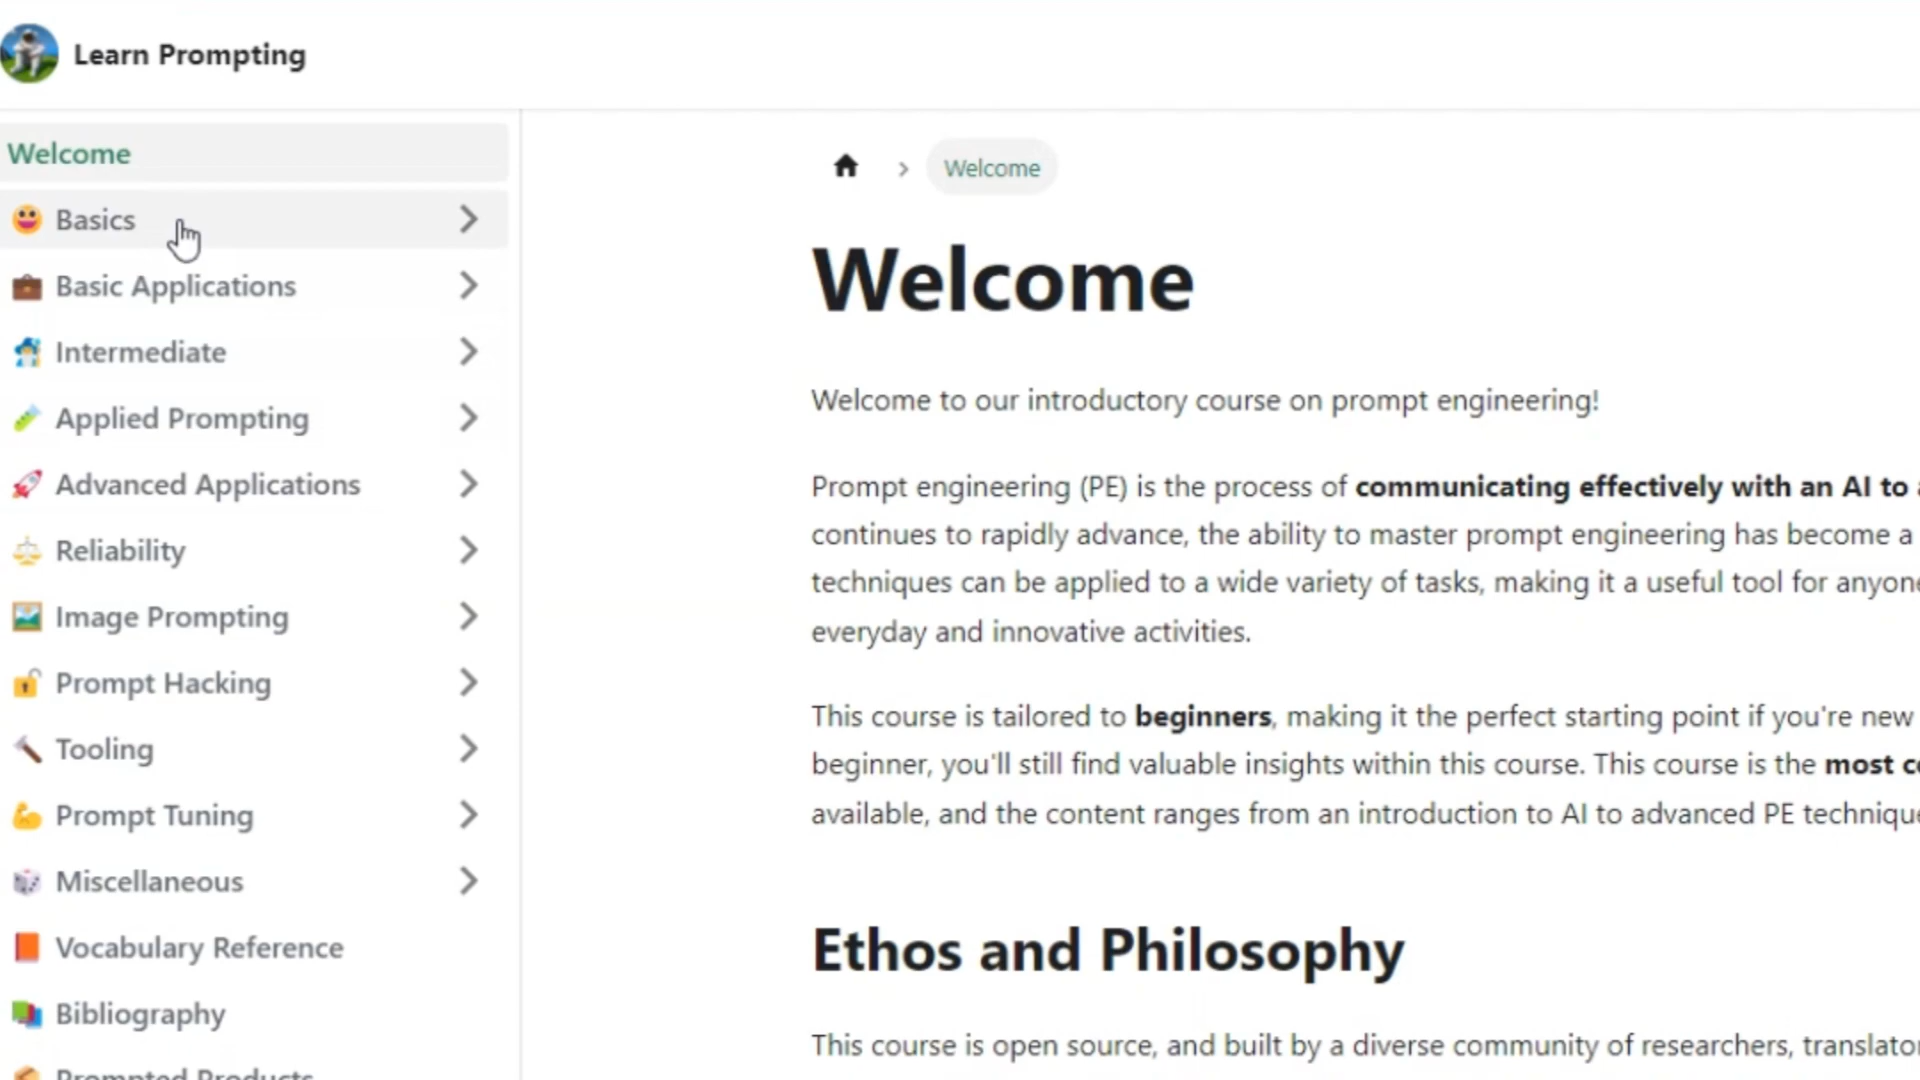 Learn Prompting
Welcome
Basics
Basic Applications
Intermediate
Applied Prompting
Advanced Applications
Reliability
Image Prompting
Prompt Hacking
Tooling
Prompt Tuning
Miscellaneous
Vocabulary Reference
Bibliography
Prompted Products
Welcome
Welcome
Welcome to our introductory course on prompt engineering!
Prompt engineering (PE) is the process of communicating effectively with an AI to
continues to rapidly advance, the ability to master prompt engineering has become a
techniques can be applied to a wide variety of tasks, making it a useful tool for
everyday and innovative activities.
This course is tailored to beginners, making it the perfect starting point if you're new
beginner, you'll still find valuable insights within this course. This course is the most
available, and the content ranges from an introduction to AI to advanced PE
Ethos and Philosophy
This course is open source, and built by a diverse community of researchers,